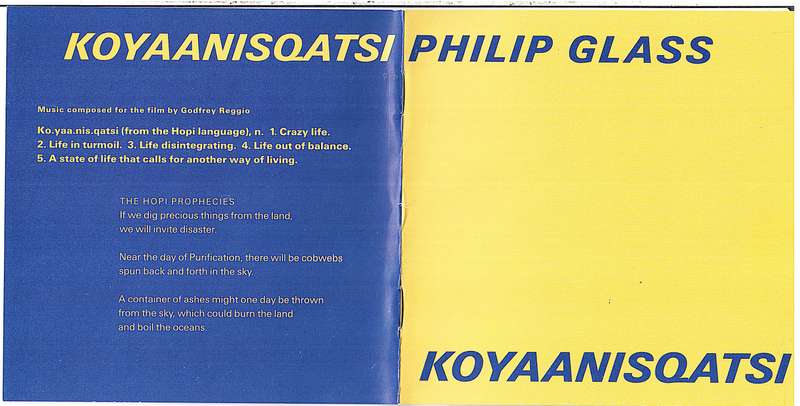 KOYAANISQATSI
Music composed for the film by Godfrey Reggio
Ko.yaa.nis.qatsi (from the Hopi language), n. 1. Crazy life.
2. Life in turmoil. 3. Life disintegrating. 4. Life out of balance.
5. A state of life that calls for another way of living.
THE HOPI PROPHECIES
If we dig precious things from the land,
we will invite disaster.
Near the day of Purification, there will be cobwebs
spun back and forth in the sky.
A container of ashes might one day be thrown
from the sky, which could burn the land
and boil the oceans.
PHILIP GLASS
KOYAANISQATSI